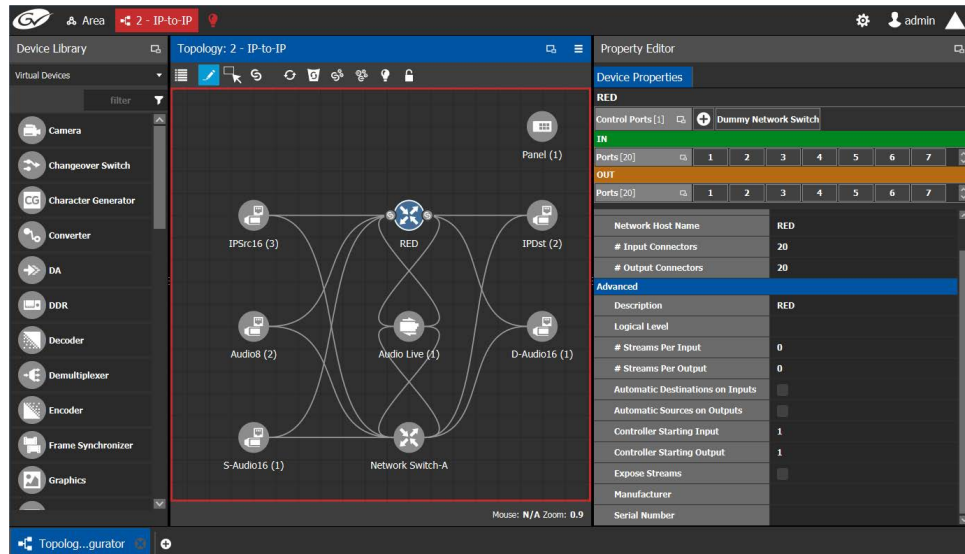 GV Area 2 - IP-to-IP admin
Device Library
Topology: 2 - IP-to-IP
Property Editor
Virtual Devices
filter
Camera
Changeover Switch
CG Character Generator
Converter
DA
DDR
Decoder
Demultiplexer
Encoder
Frame Synchronizer
Graphics
Panel (1)
IPSrc16 (3)
RED
IPDst (2)
Audio8 (2)
Audio Live (1)
D-Audio16 (1)
S-Audio16 (1)
Network Switch-A
Mouse: N/A Zoom: 0.9
Device Properties
RED
Control Ports [1] Dummy Network Switch
IN
Ports [20] 1 2 3 4 5 6 7
OUT
Ports [20] 1 2 3 4 5 6 7
Network Host Name RED
# Input Connectors 20
# Output Connectors 20
Advanced
Description RED
Logical Level
# Streams Per Input 0
# Streams Per Output 0
Automatic Destinations on Inputs
Automatic Sources on Outputs
Controller Starting Input 1
Controller Starting Output 1
Expose Streams
Manufacturer
Serial Number
Topolog...gurator